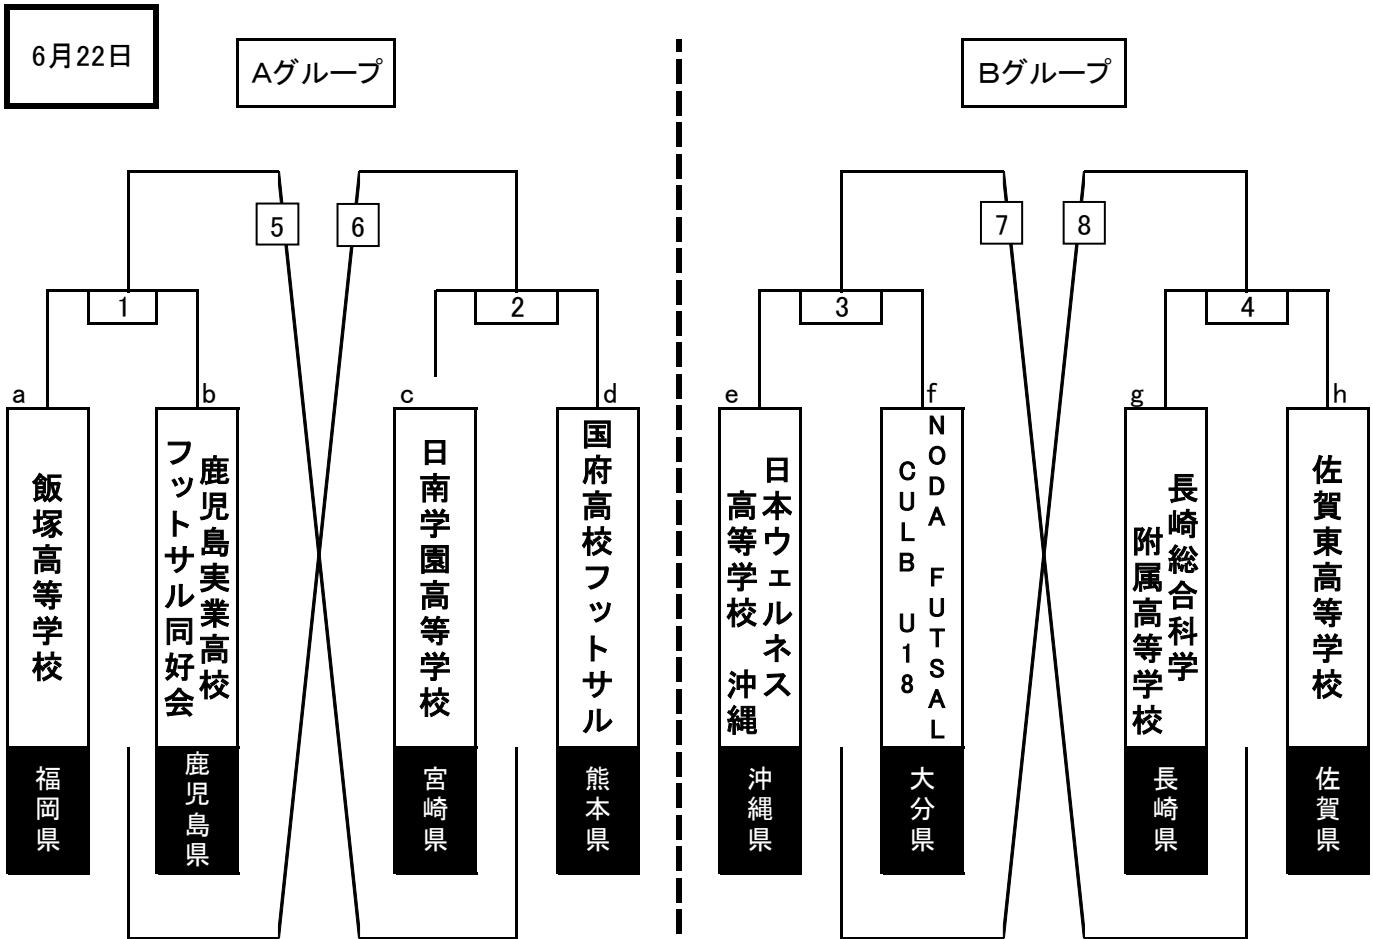 6月22日
Aグループ
Bグループ
5
6
7
8
1
2
3
4
a
b
c
d
e
f
g
h
飯塚高等学校
鹿児島実業高校
フットサル同好会
日南学園高等学校
国府高校フットサル
日本ウェルネス
高等学校 沖縄
NODA FUTSAL
CULB U18
長崎総合科学
附属高等学校
佐賀東高等学校
福岡県
鹿児島県
宮崎県
熊本県
沖縄県
大分県
長崎県
佐賀県